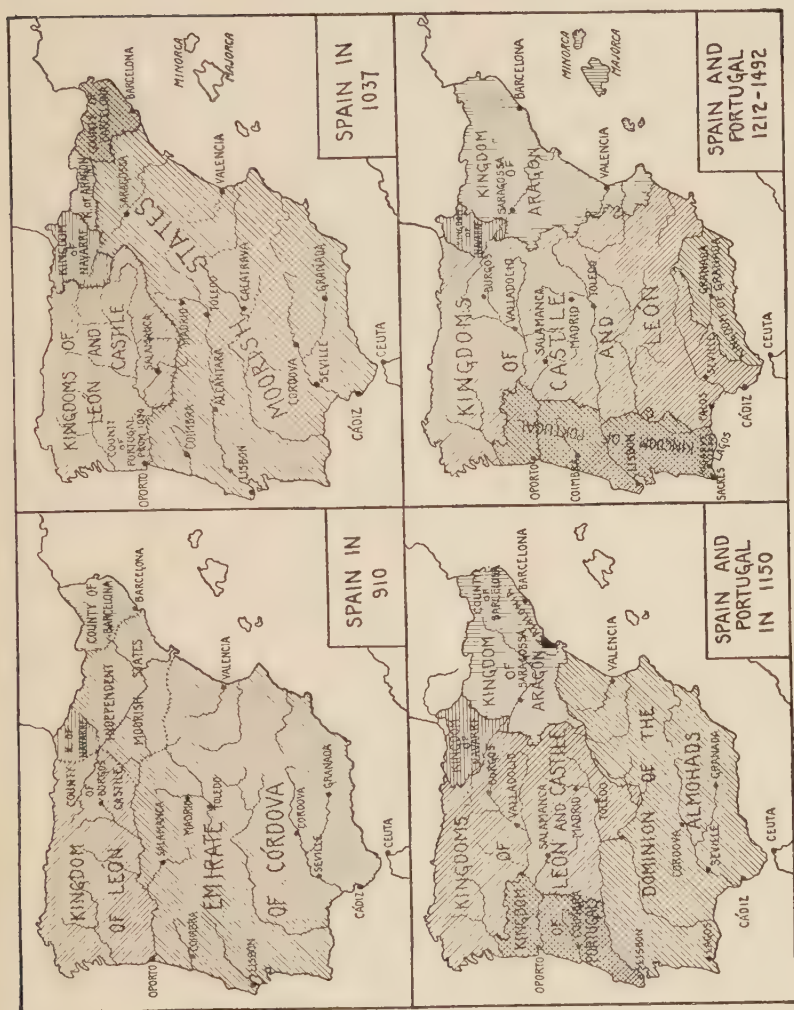 KINGDOM
OF LEON
COUNTY OF
BURGOS
CASTILE
K. OF
NAVARRE
INDEPENDENT
MOORISH STATES
COUNTY OF
BARCELONA
BARCELONA
OPORTO
SALAMANCA
COIMBRA
MADRID
TOLEDO
EMIRATE
OF CÓRDOVA
VALENCIA
LISBON
CORDOVA
SEVILLE
GRANADA
CÁDIZ
CEUTA
SPAIN IN
910
KINGDOMS OF
LEÓN AND
CASTILE
COUNTY
OF
PORTUGAL
FROM 1094
KINGDOM
OF
NAVARRE
K. OF ARAGON
COUNTY OF
BARCELONA
BARCELONA
SARAGOSSA
MINORCA
MAJORCA
OPORTO
SALAMANCA
COIMBRA
MADRID
TOLEDO
ALCÁNTARA
CALATRAVA
MOORISH STATES
VALENCIA
LISBON
CORDOVA
SEVILLE
GRANADA
CEUTA
SPAIN IN
1037
KINGDOMS
OF
LEÓN AND CASTILE
KINGDOM
OF
PORTUGAL
KINGDOM
OF
NAVARRE
BURGOS
VALLADOLID
KINGDOM
OF
ARAGON
SARAGOSSA
COUNTY
OF
BARCELONA
BARCELONA
OPORTO
SALAMANCA
COIMBRA
MADRID
TOLEDO
VALENCIA
LISBON
DOMINION OF THE
ALMOHADS
CORDOVA
SEVILLE
GRANADA
LAGOS
CÁDIZ
CEUTA
SPAIN AND
PORTUGAL
IN 1150
KINGDOMS
OF
CASTILE
AND
LEON
KINGDOM
OF
NAVARRE
BURGOS
VALLADOLID
KINGDOM
OF
ARAGON
SARAGOSSA
BARCELONA
MINORCA
MAJORCA
OPORTO
SALAMANCA
COIMBRA
MADRID
TOLEDO
VALENCIA
LISBON
KINGDOM
OF
PORTUGAL
SEVILLE
GRANADA
KINGDOM OF GRANADA
SAGRES
LAGOS
CÁDIZ
CEUTA
SPAIN AND
PORTUGAL
1212-1492